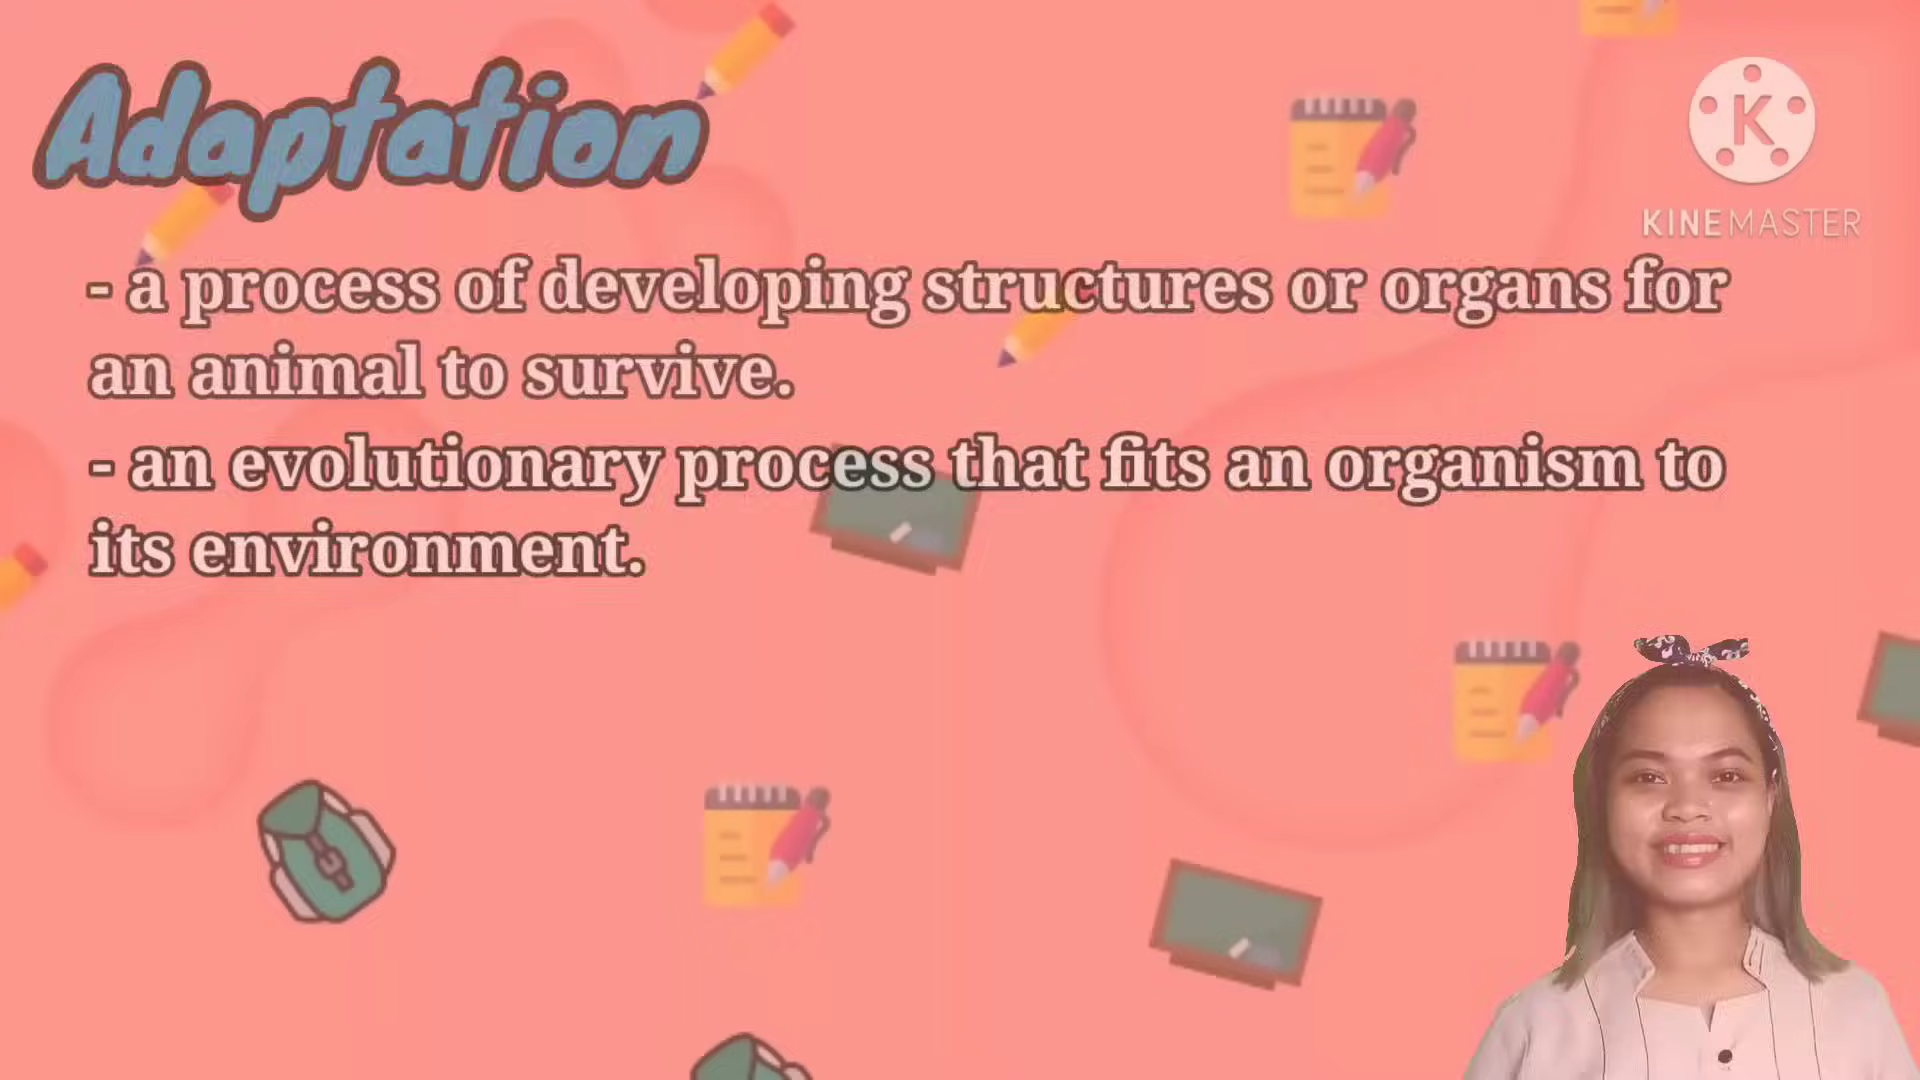 Adaptation
KINEMASTER
- a process of developing structures or organs for
an animal to survive.
- an evolutionary process that fits an organism to
its environment.